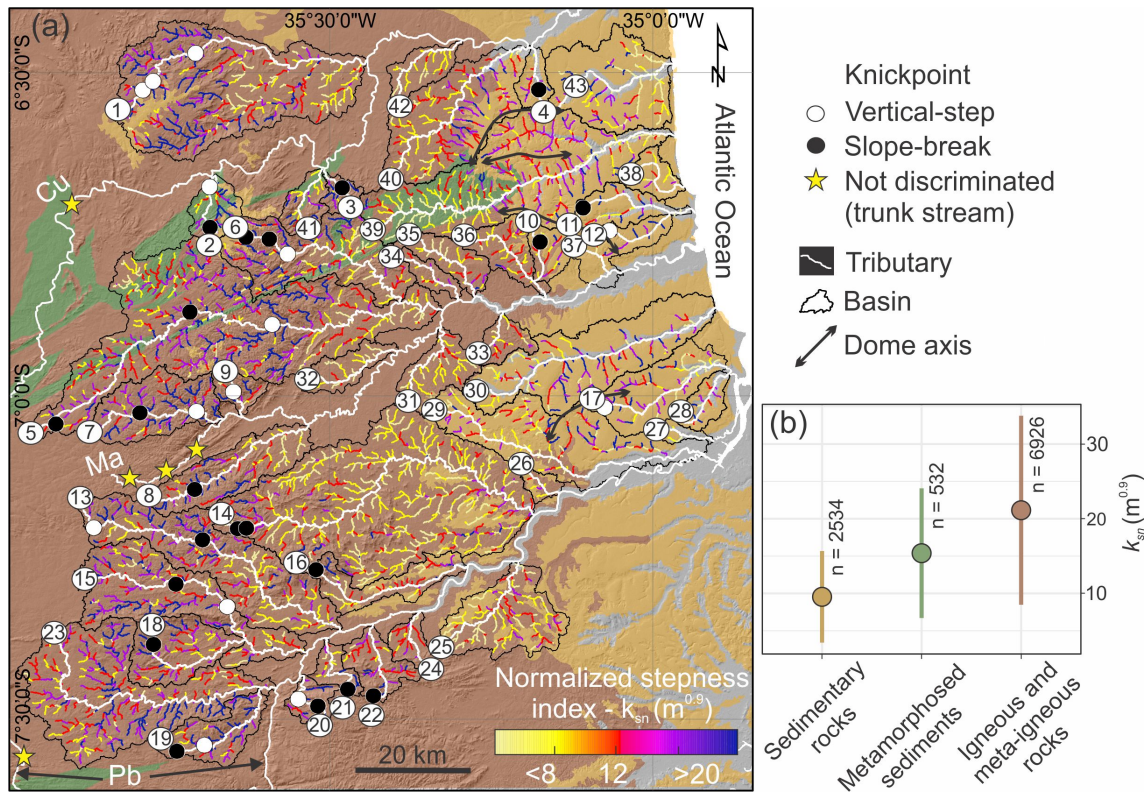 (a)
35°30'0"W
35°0'0"W
6°30'0"S
7°0'0"S
7°30'0"S
N
Atlantic Ocean
1
42
43
4
Cu
40
38
3
2
6
41
39
35
36
10
11
12
37
34
33
9
32
30
31
29
17
28
27
5
7
Ma
8
26
13
14
16
15
18
23
25
24
20
21
22
19
Pb
Normalized stepness
index - ksn (m0.9)
<8 12 >20
20 km
Knickpoint
Vertical-step
Slope-break
Not discriminated
(trunk stream)
Tributary
Basin
Dome axis
(b)
n = 2534
n = 532
n = 6926
30
20
10
ksn (m0.9)
Sedimentary
rocks
Metamorphosed
sediments
Igneous and
meta-igneous
rocks